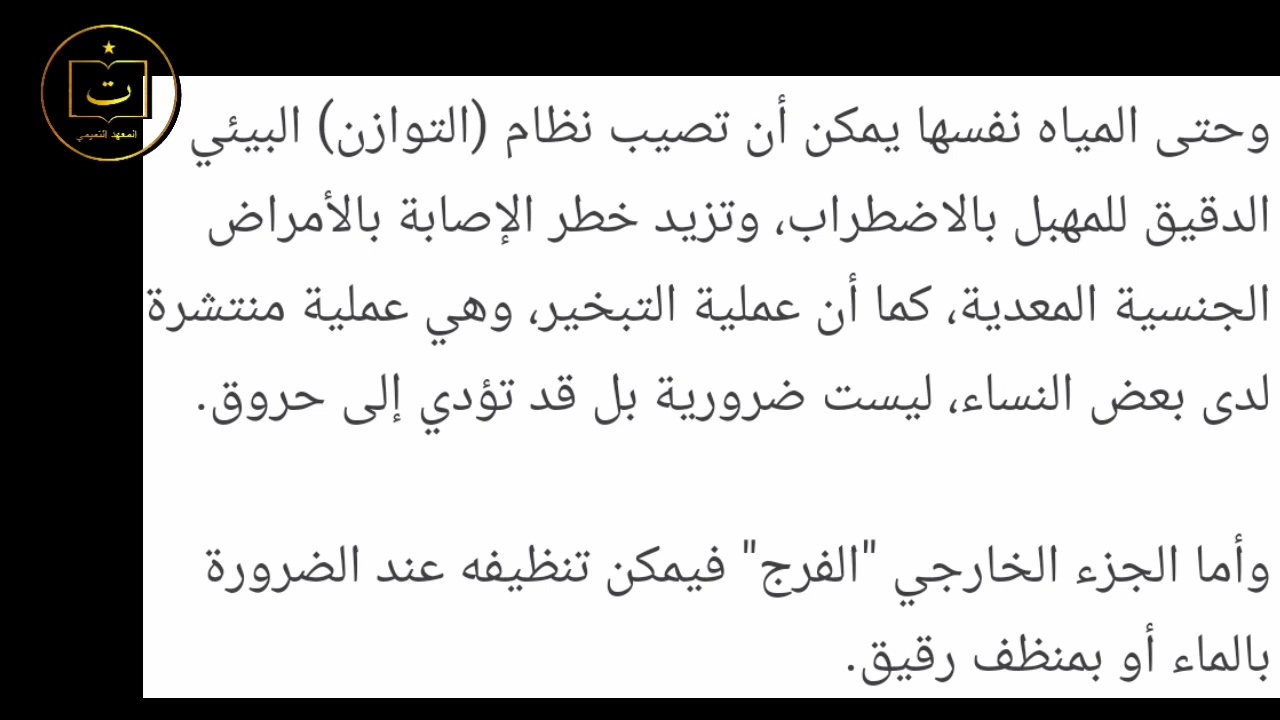 ت
المعهد التميمي
وحتى المياه نفسها يمكن أن تصيب نظام (التوازن) البيئي
الدقيق للمهبل بالاضطراب، وتزيد خطر الإصابة بالأمراض
الجنسية المعدية، كما أن عملية التبخير، وهي عملية منتشرة
لدى بعض النساء، ليست ضرورية بل قد تؤدي إلى حروق.
وأما الجزء الخارجي "الفرج" فيمكن تنظيفه عند الضرورة
بالماء أو بمنظف رقيق.